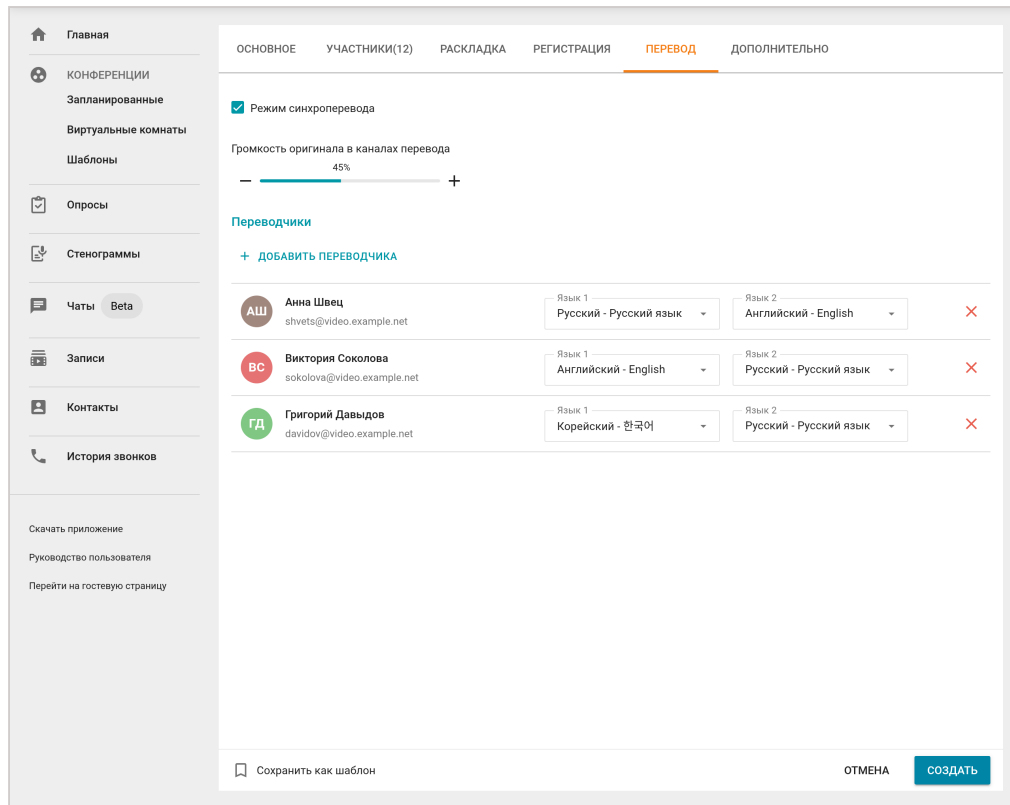 Главная
КОНФЕРЕНЦИИ
Запланированные
Виртуальные комнаты
Шаблоны
Опросы
Стенограммы
Чаты Beta
Записи
Контакты
История звонков
Скачать приложение
Руководство пользователя
Перейти на гостевую страницу
ОСНОВНОЕ УЧАСТНИКИ(12) РАСКЛАДКА РЕГИСТРАЦИЯ ПЕРЕВОД ДОПОЛНИТЕЛЬНО
Режим синхроперевода
Громкость оригинала в каналах перевода
45%
Переводчики
+ ДОБАВИТЬ ПЕРЕВОДЧИКА
АШ
Анна Швец
shvets@video.example.net
Язык 1
Русский - Русский язык
Язык 2
Английский - English
ВС
Виктория Соколова
sokolova@video.example.net
Язык 1
Английский - English
Язык 2
Русский - Русский язык
ГД
Григорий Давыдов
davidov@video.example.net
Язык 1
Корейский - 한국어
Язык 2
Русский - Русский язык
Сохранить как шаблон
ОТМЕНА
СОЗДАТЬ